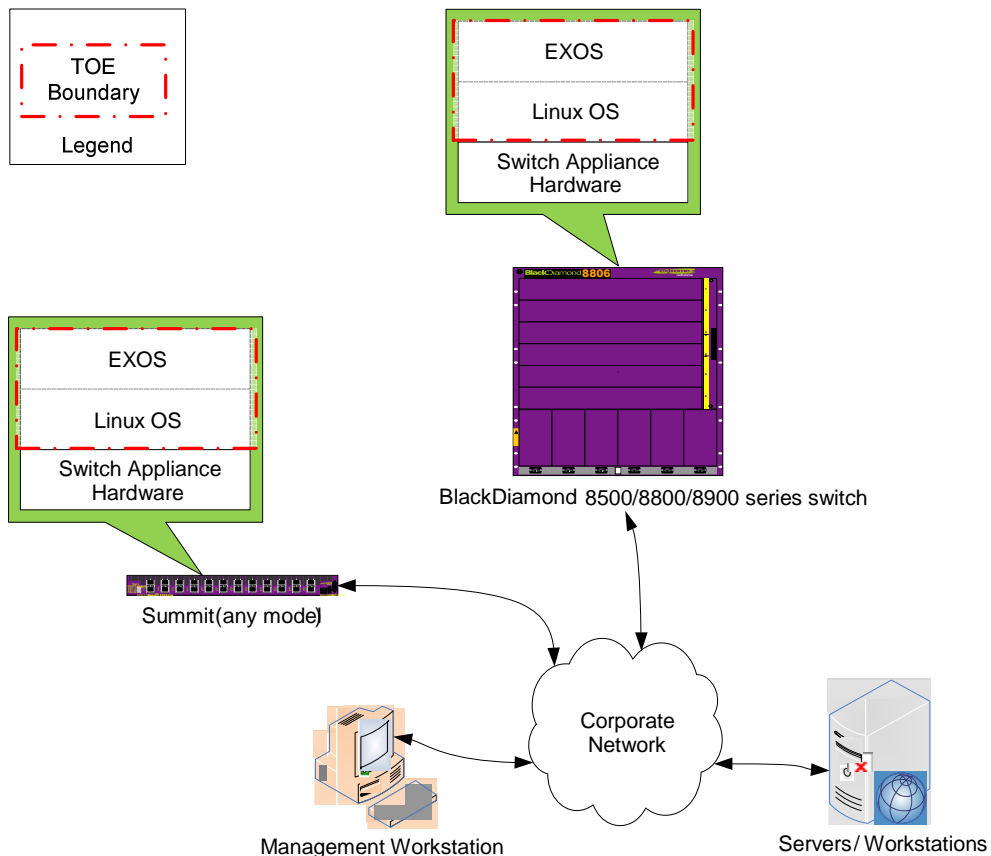 TOE
Boundary
Legend
EXOS
Linux OS
Switch Appliance
Hardware
BlackDiamond 8806
BlackDiamond 8500/8800/8900 series switch
EXOS
Linux OS
Switch Appliance
Hardware
Summit(any mode)
Corporate
Network
Management Workstation
Servers/ Workstations